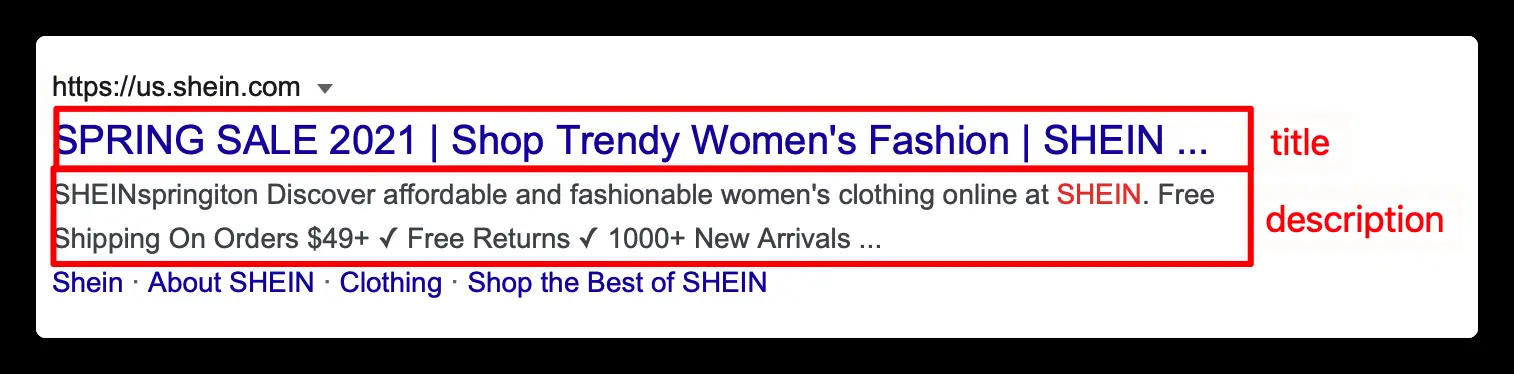 https://us.shein.com
SPRING SALE 2021 | Shop Trendy Women's Fashion | SHEIN ...
title
SHEINspringiton Discover affordable and fashionable women's clothing online at SHEIN. Free
Shipping On Orders $49+ ✓ Free Returns ✓ 1000+ New Arrivals ...
description
Shein · About SHEIN · Clothing · Shop the Best of SHEIN